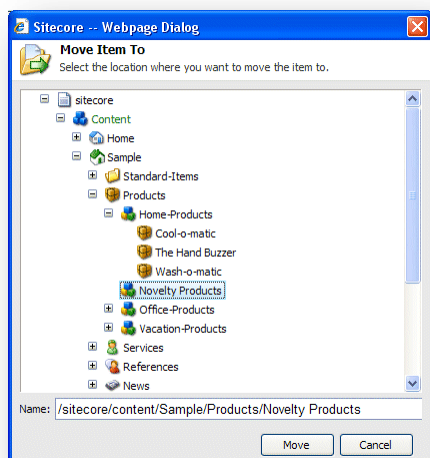 Sitecore -- Webpage Dialog
Move Item To
Select the location where you want to move the item to.
sitecore
Content
Home
Sample
Standard-Items
Products
Home-Products
Cool-o-matic
The Hand Buzzer
Wash-o-matic
Novelty Products
Office-Products
Vacation-Products
Services
References
News
Name: /sitecore/content/Sample/Products/Novelty Products
Move Cancel